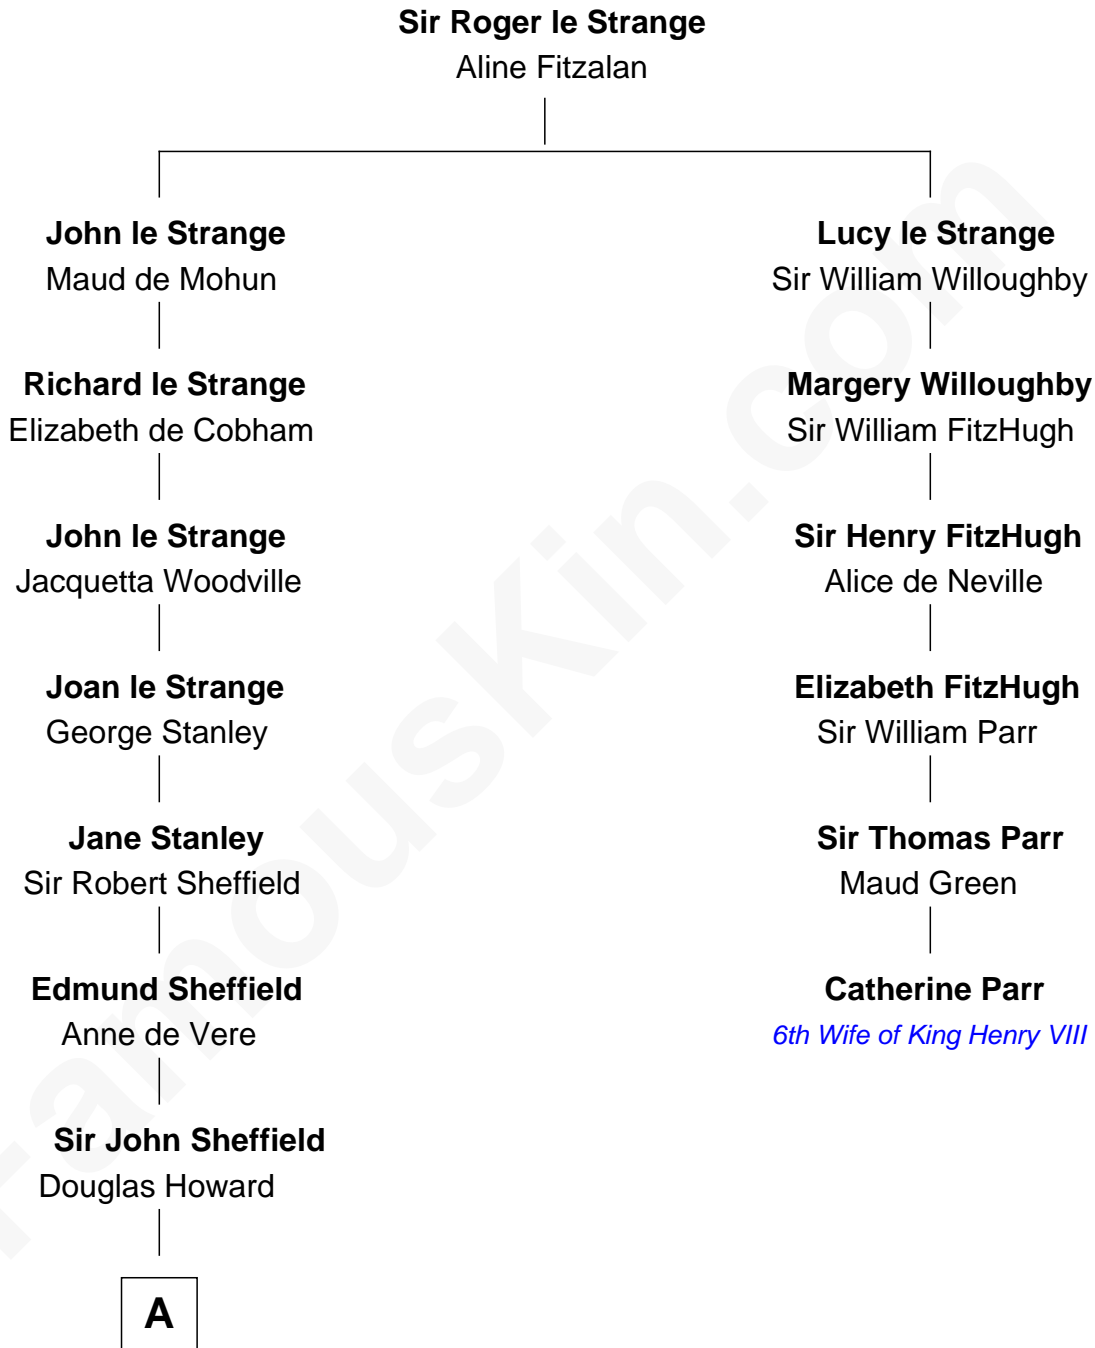 Sir Roger le Strange
Aline Fitzalan
John le Strange
Maud de Mohun
Lucy le Strange
Sir William Willoughby
Richard le Strange
Elizabeth de Cobham
Margery Willoughby
Sir William FitzHugh
John le Strange
Jacquetta Woodville
Sir Henry FitzHugh
Alice de Neville
Joan le Strange
George Stanley
Elizabeth FitzHugh
Sir William Parr
Jane Stanley
Sir Robert Sheffield
Sir Thomas Parr
Maud Green
Edmund Sheffield
Anne de Vere
Catherine Parr
6th Wife of King Henry VIII
Sir John Sheffield
Douglas Howard
A
FamousKin.com